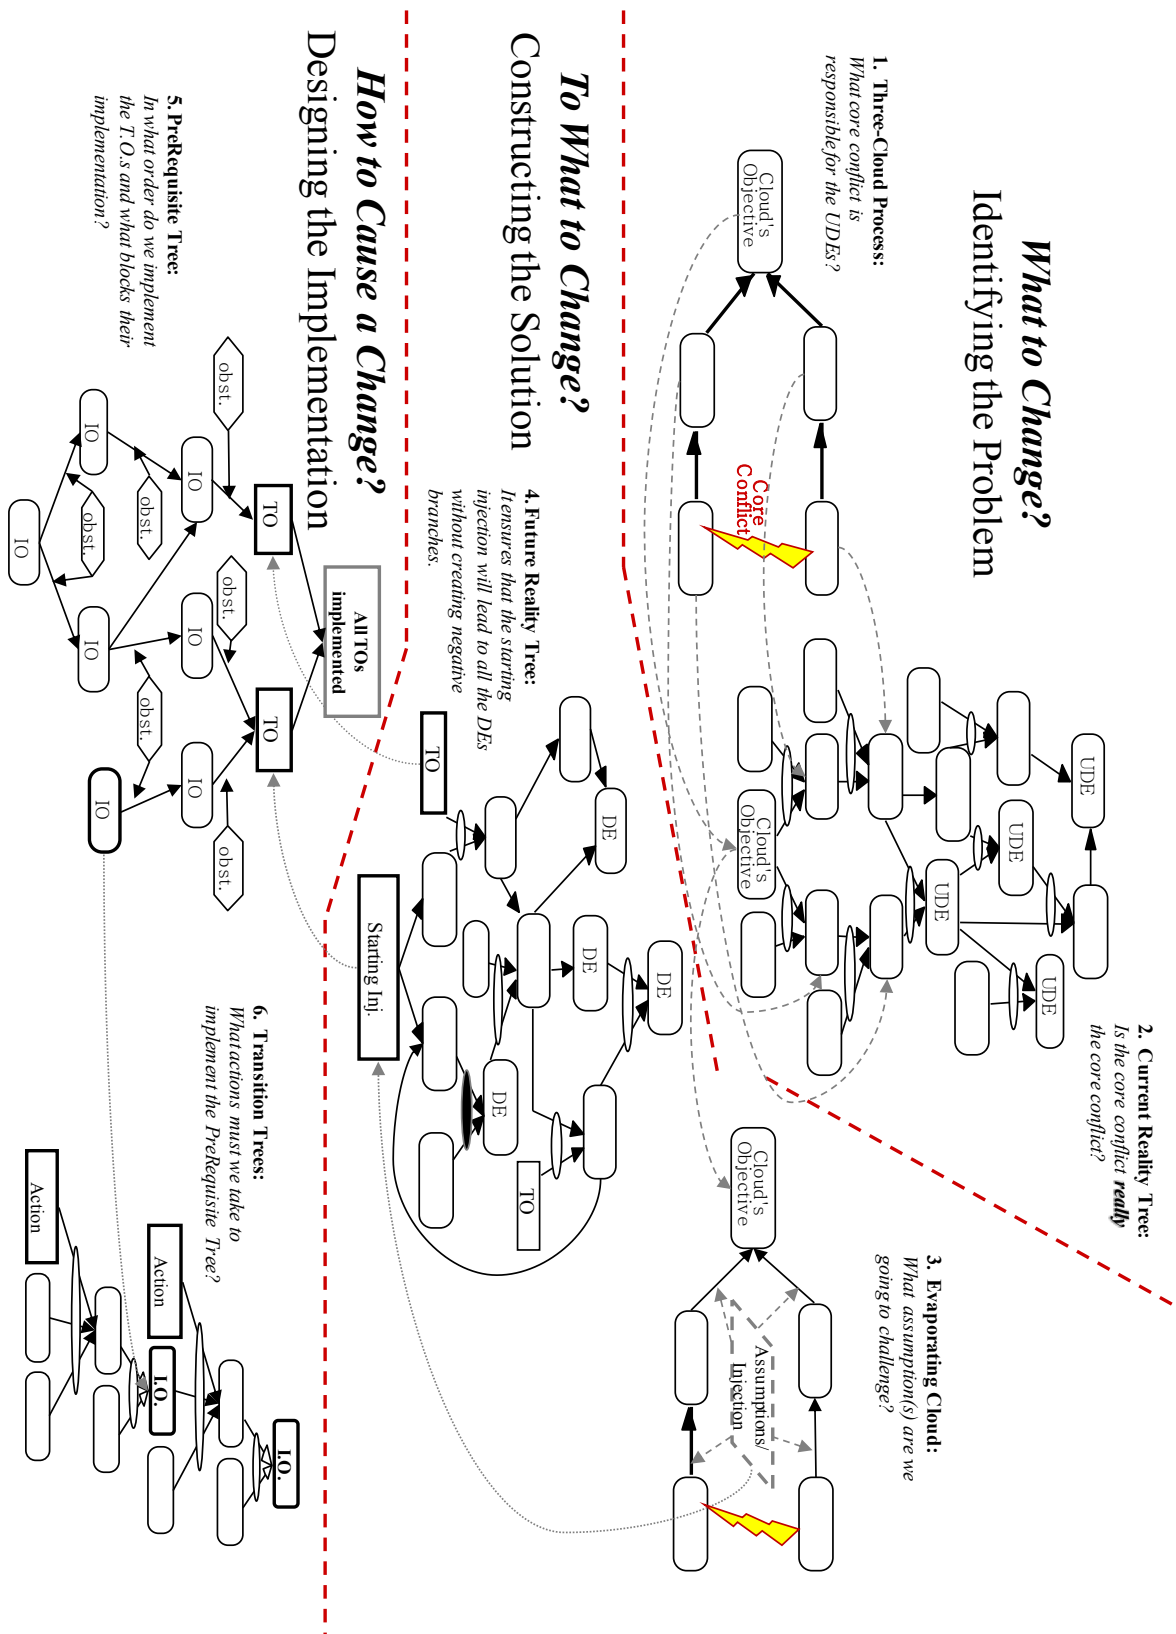 What to Change?
Identifying the Problem
1. Three-Cloud Process:
What core conflict is
responsible for the UDEs?
Cloud's
Objective
Core
Conflict
2. Current Reality Tree:
Is the core conflict really
the core conflict?
UDE
UDE
UDE
UDE
Cloud's
Objective
To What to Change?
Constructing the Solution
3. Evaporating Cloud:
What assumption(s) are we
going to challenge?
Cloud's
Objective
Assumptions/
Injection
4. Future Reality Tree:
It ensures that the starting
injection will lead to all the DEs
without creating negative
branches.
DE
DE
DE
DE
TO
TO
Starting Inj.
How to Cause a Change?
Designing the Implementation
5. PreRequisite Tree:
In what order do we implement
the T.O.s and what blocks their
implementation?
All TOs
implemented
TO
TO
obst.
obst.
obst.
IO
IO
IO
obst.
obst.
obst.
IO
IO
IO
IO
6. Transition Trees:
What actions must we take to
implement the PreRequisite Tree?
I.O.
Action
I.O.
Action